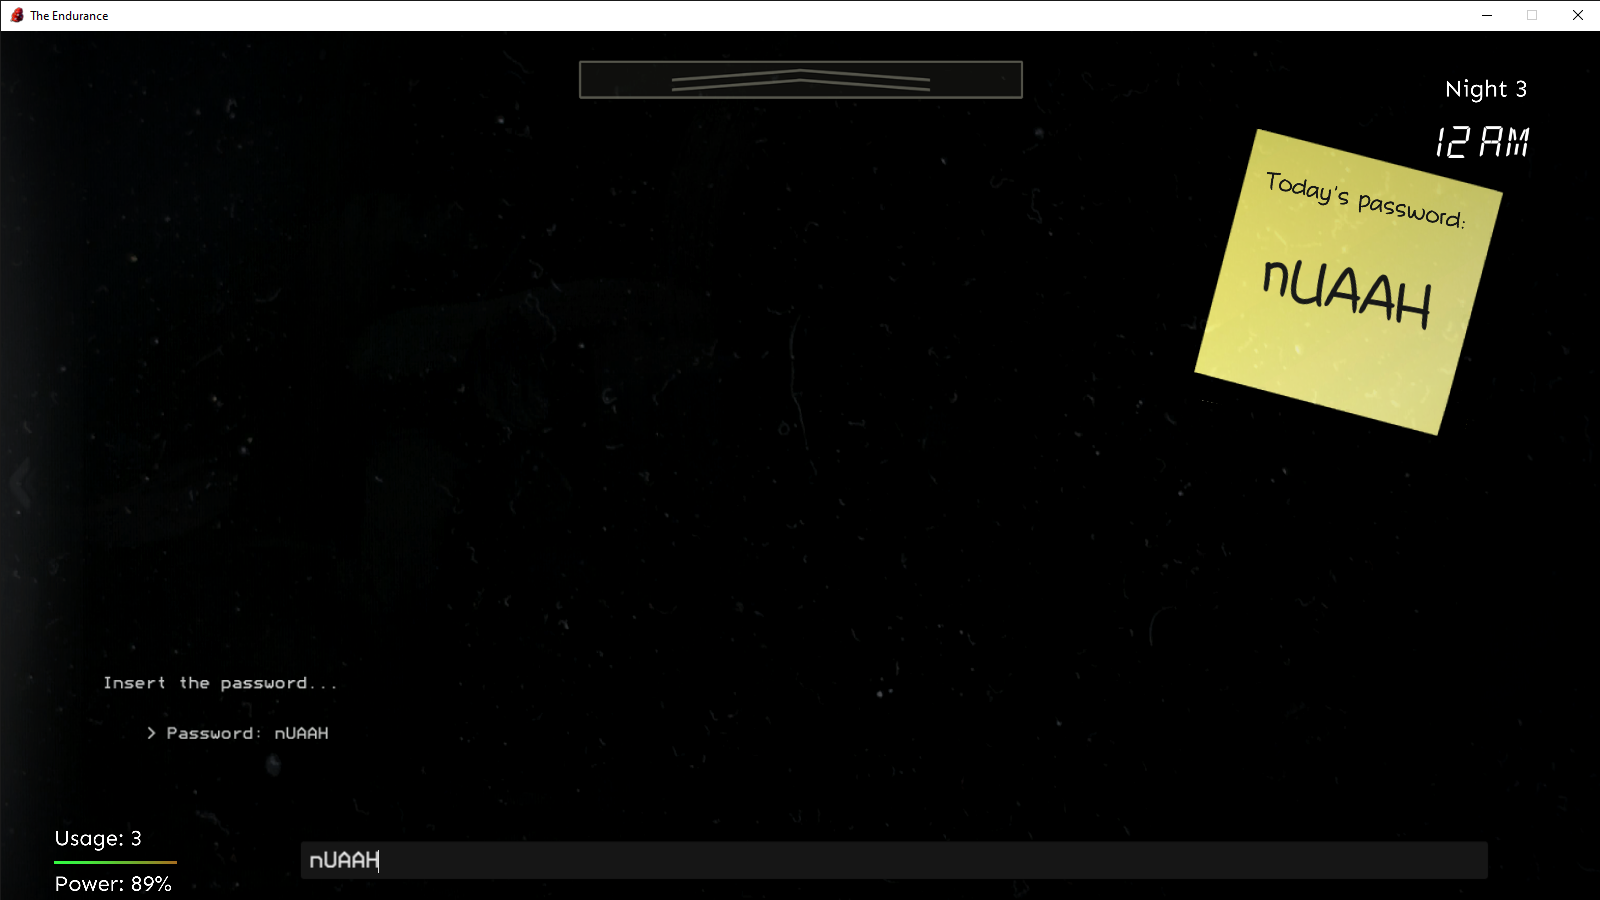 The Endurance
Night 3
12 AM
Today's password:
nUAAH
Insert the password...
> Password: nUAAH
Usage: 3
nUAAH
Power: 89%